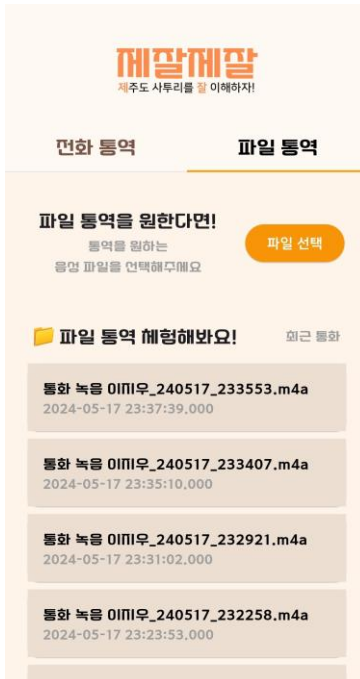 제잘제잘
제주도 사투리를 잘 이해하자!
전화 통역 파일 통역
파일 통역을 원한다면!
통역을 원하는
음성 파일을 선택해주세요
파일 선택
파일 통역 체험해봐요!
최근 통화
통화 녹음 이지우_240517_233553.m4a
2024-05-17 23:37:39.000
통화 녹음 이지우_240517_233407.m4a
2024-05-17 23:35:10.000
통화 녹음 이지우_240517_232921.m4a
2024-05-17 23:31:02.000
통화 녹음 이지우_240517_232258.m4a
2024-05-17 23:23:53.000